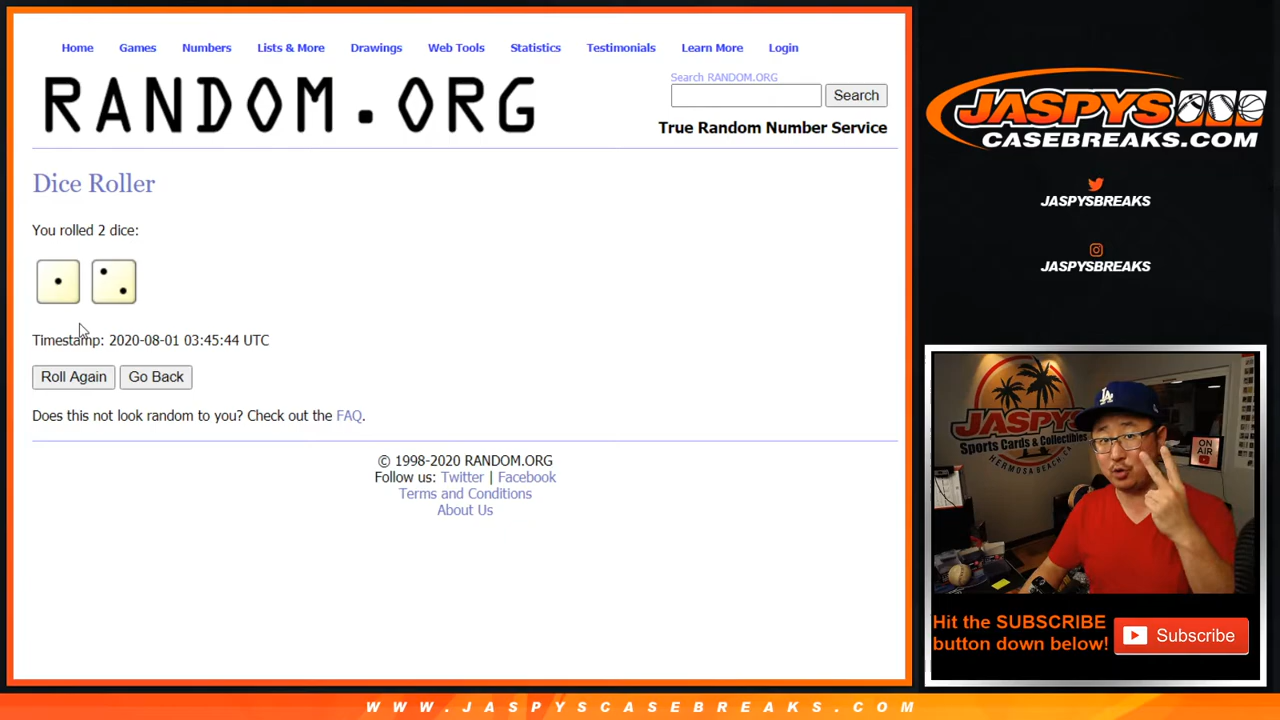 Home Games Numbers Lists & More Drawings Web Tools Statistics Testimonials Learn More Login
RANDOM.ORG
Search RANDOM.ORG
Search
True Random Number Service
Dice Roller
You rolled 2 dice:
Timestamp: 2020-08-01 03:45:44 UTC
Roll Again Go Back
Does this not look random to you? Check out the FAQ.
© 1998-2020 RANDOM.ORG
Follow us: Twitter | Facebook
Terms and Conditions
About Us
JASPYS
CASEBREAKS.COM
JASPYSBREAKS
JASPYSBREAKS
JASPYS
Sports Cards & Collectibles
HERMOSA BEACH, CA
LA
ON
AIR
Hit the SUBSCRIBE
button down below!
Subscribe
WWW.JASPYSCASEBREAKS.COM